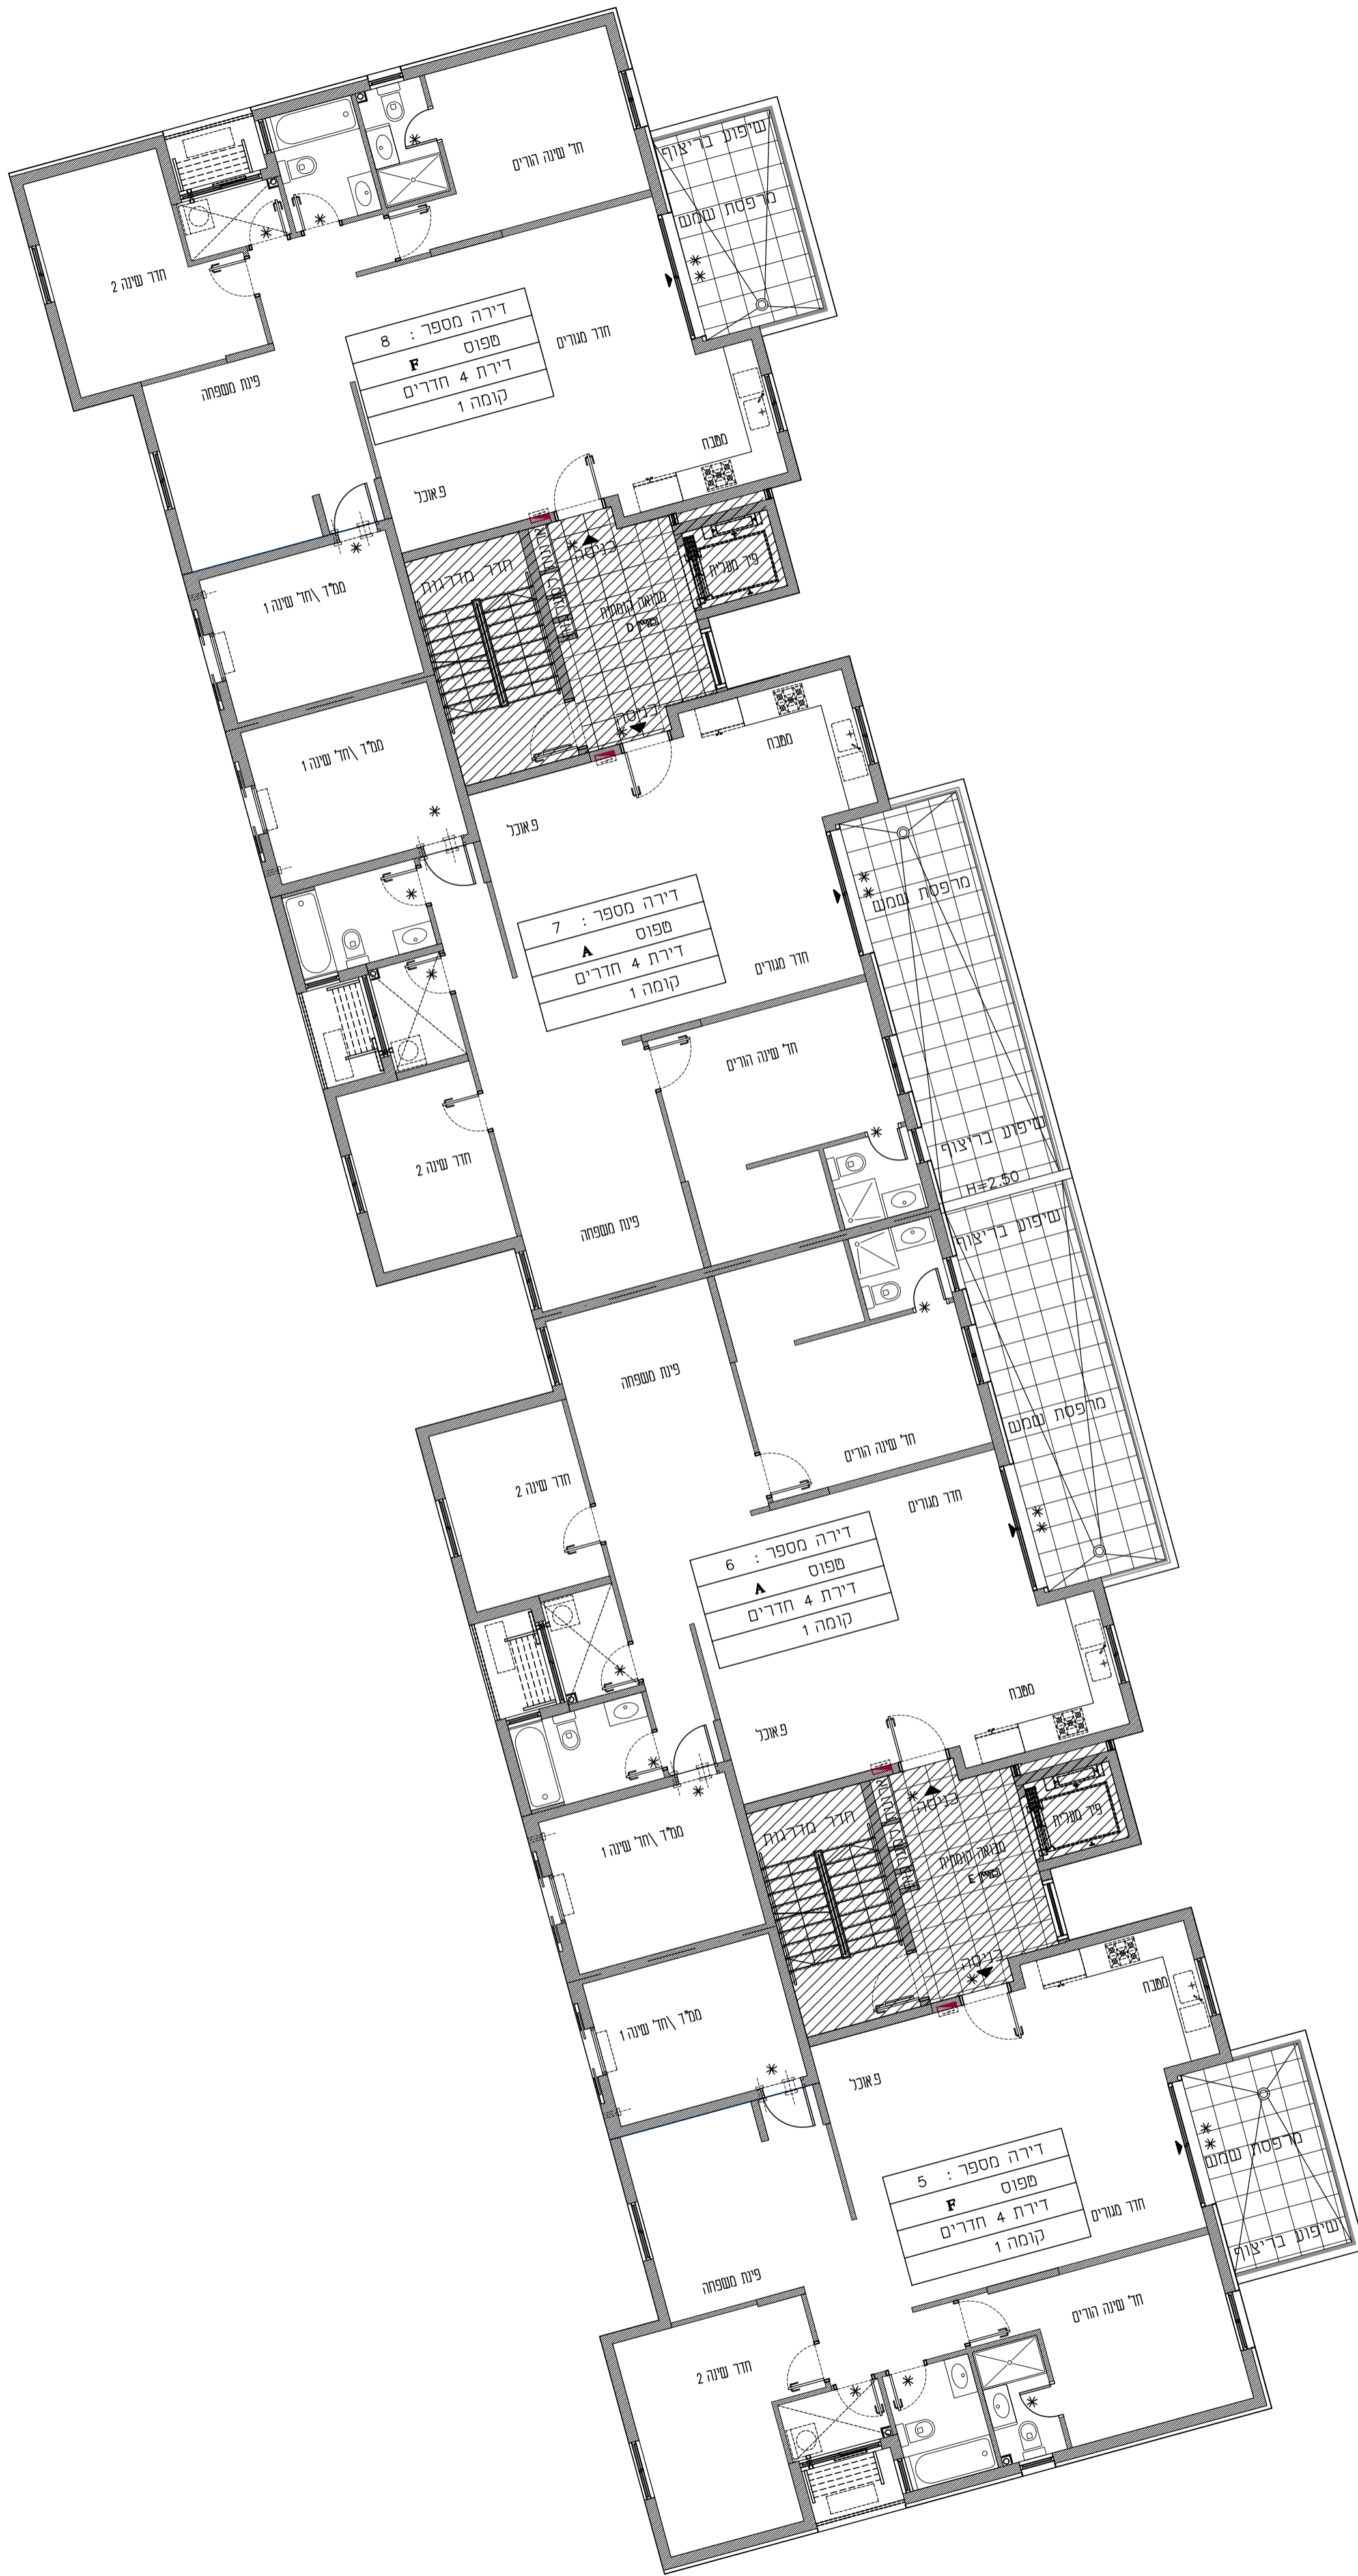 שיפוע בריצוף
מרפסת שמש
חד' שינה הורים
חדר שינה 2
דירה מספר : 8
טפוס F
דירת 4 חדרים
קומה 1
חדר מגורים
פינת משפחה
מטבח
פ.אוכל
כניסה
חדר מדרגות
פיר מעלית
מבואה קומתית
D
ממ"ד \חד' שינה 1
כניסה
ממ"ד \חד' שינה 1
מטבח
פ.אוכל
מרפסת שמש
דירה מספר : 7
טפוס A
דירת 4 חדרים
קומה 1
חדר מגורים
חד' שינה הורים
חדר שינה 2
שיפוע בריצוף
H=2.50
פינת משפחה
שיפוע בריצוף
פינת משפחה
מרפסת שמש
חד' שינה הורים
חדר שינה 2
חדר מגורים
דירה מספר : 6
טפוס A
דירת 4 חדרים
קומה 1
מטבח
פ.אוכל
כניסה
חדר מדרגות
פיר מעלית
מבואה קומתית
E
ממ"ד \חד' שינה 1
כניסה
ממ"ד \חד' שינה 1
מטבח
פ.אוכל
מרפסת שמש
דירה מספר : 5
טפוס F
דירת 4 חדרים
קומה 1
חדר מגורים
שיפוע בריצוף
פינת משפחה
חד' שינה הורים
חדר שינה 2